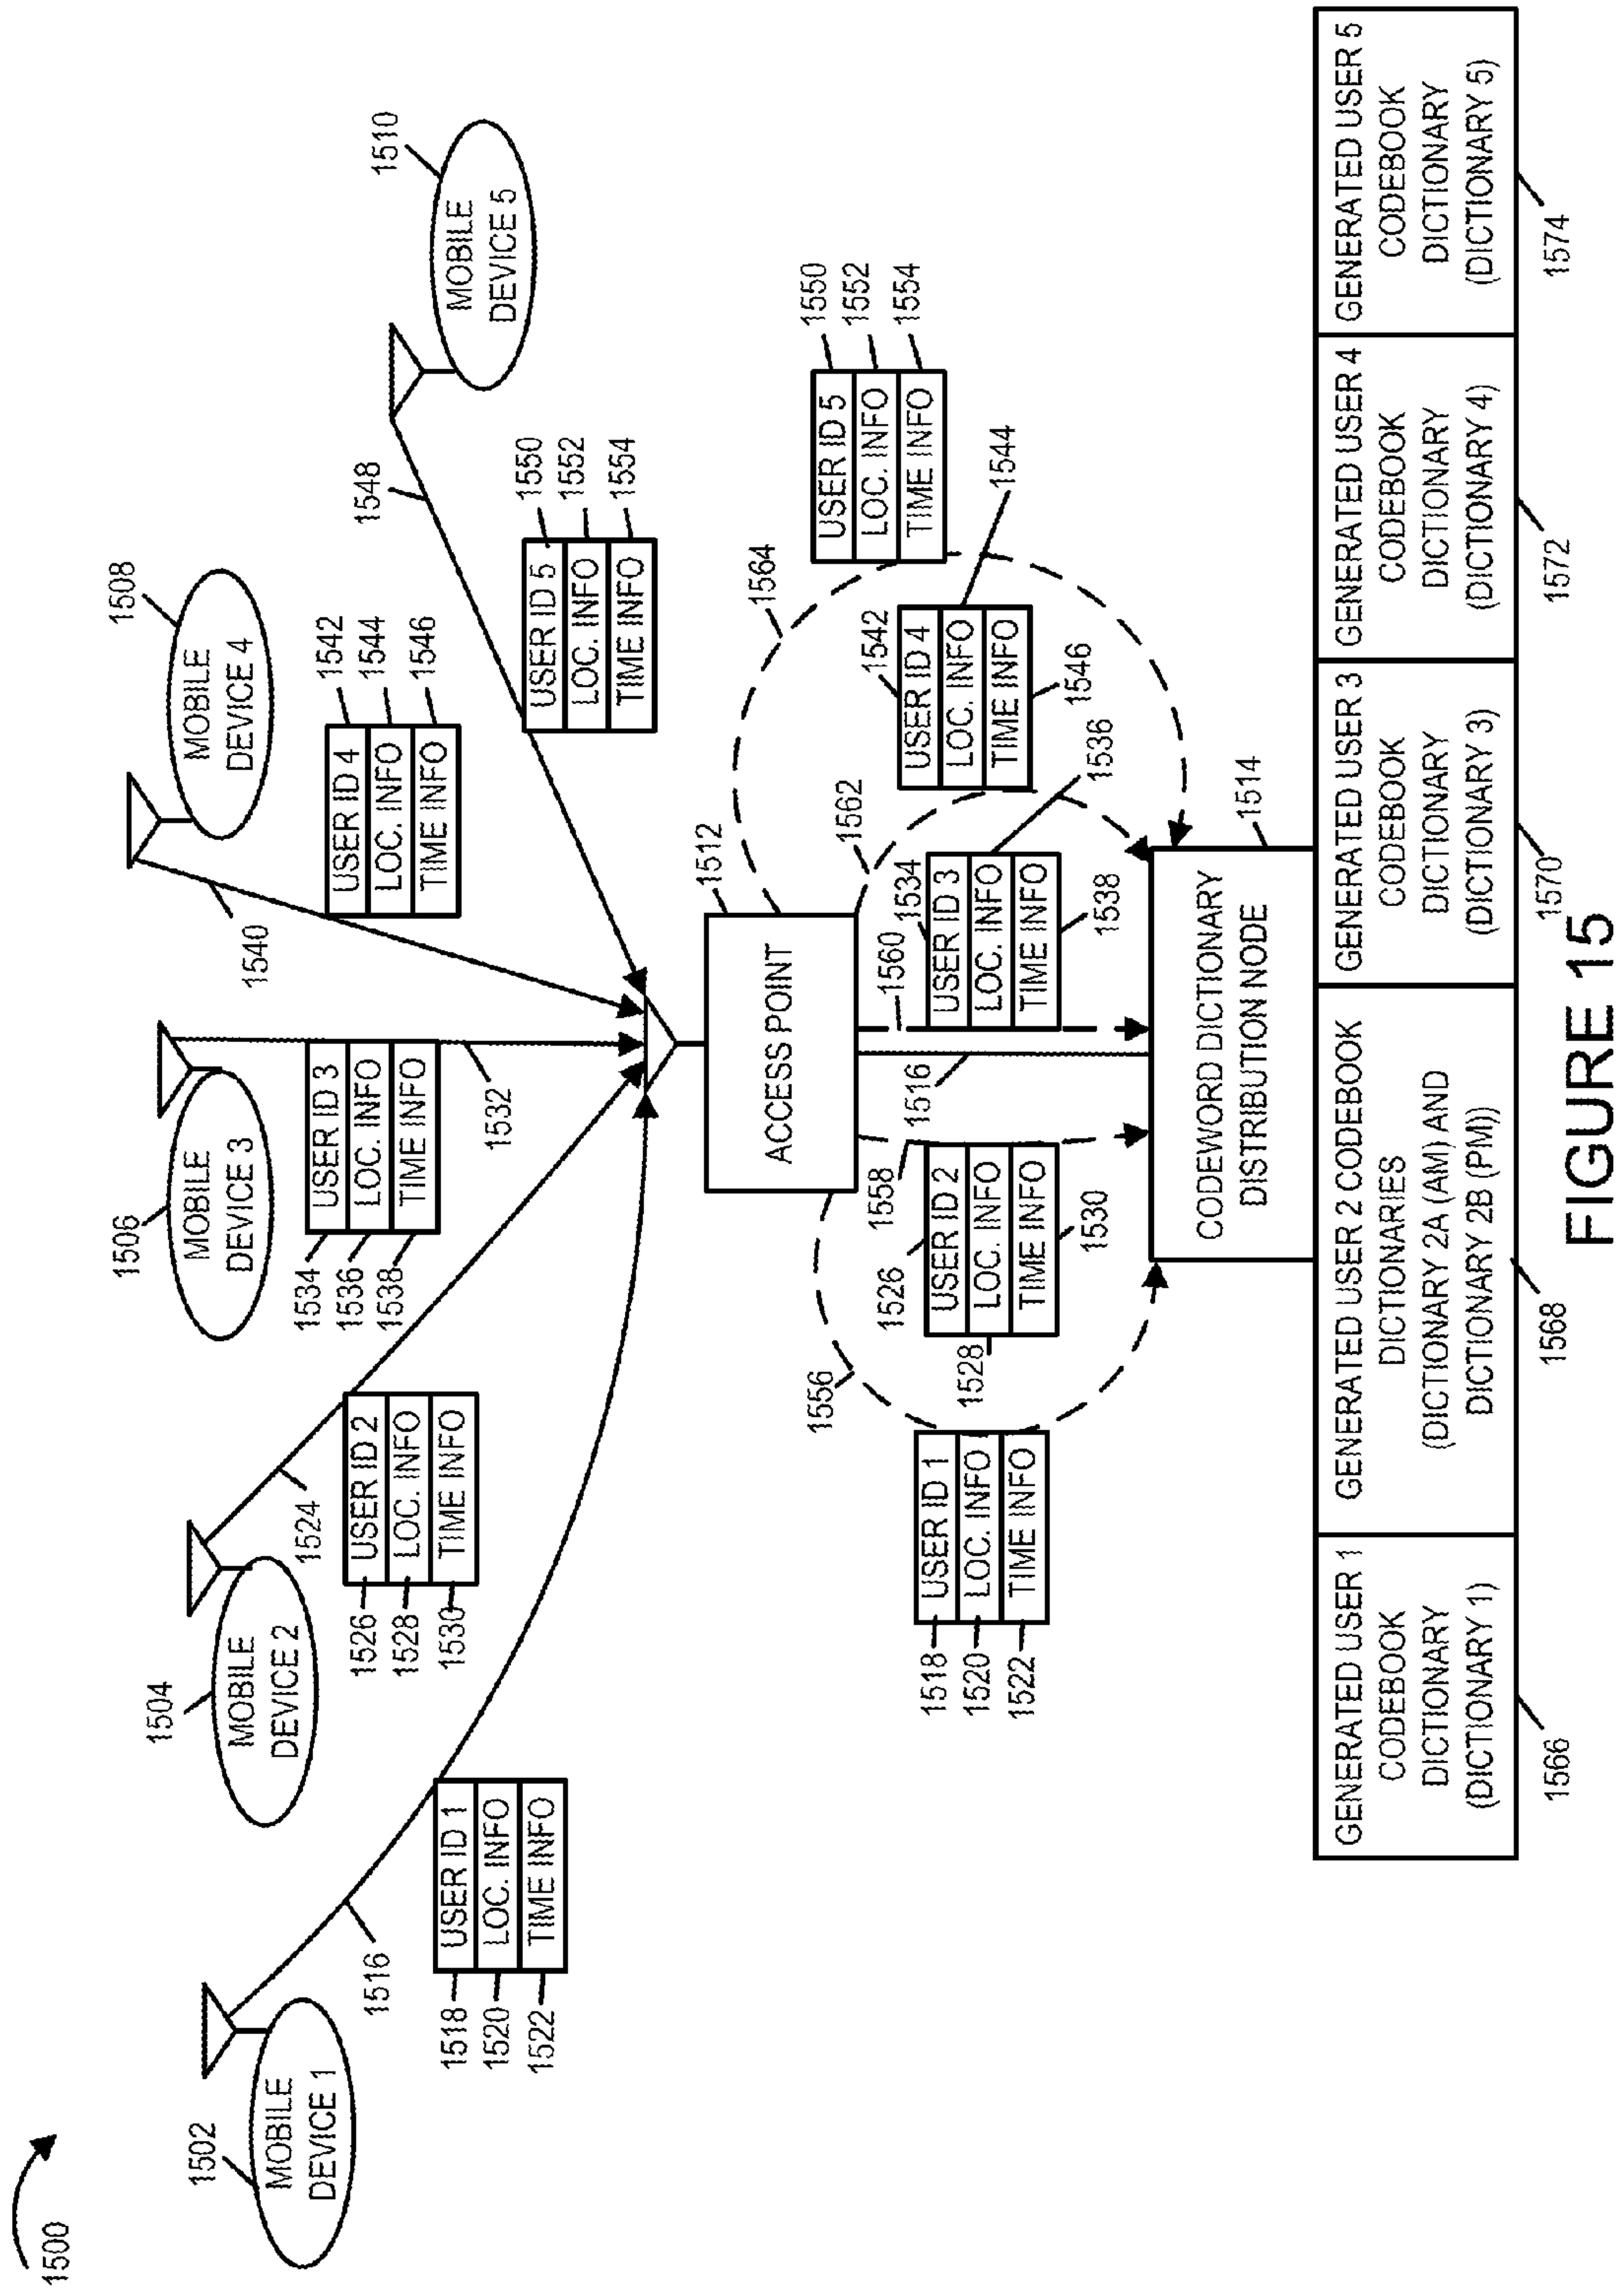 1500
1502
MOBILE
DEVICE 1
1516
USER ID 1
LOC. INFO
TIME INFO
1518
1520
1522
1504
MOBILE
DEVICE 2
1524
USER ID 2
LOC. INFO
TIME INFO
1526
1528
1530
1506
MOBILE
DEVICE 3
USER ID 3
LOC. INFO
TIME INFO
1534
1536
1538
1532
1508
MOBILE
DEVICE 4
1540
USER ID 4
LOC. INFO
TIME INFO
1542
1544
1546
1510
MOBILE
DEVICE 5
1548
USER ID 5
LOC. INFO
TIME INFO
1550
1552
1554
ACCESS POINT
1512
1556
USER ID 1
LOC. INFO
TIME INFO
1518
1520
1522
1558
USER ID 2
LOC. INFO
TIME INFO
1526
1528
1530
1516
1560
USER ID 3
LOC. INFO
TIME INFO
1534
1536
1538
1562
USER ID 4
LOC. INFO
TIME INFO
1542
1544
1546
1564
USER ID 5
LOC. INFO
TIME INFO
1550
1552
1554
CODEWORD DICTIONARY
DISTRIBUTION NODE
1514
GENERATED USER 1
CODEBOOK
DICTIONARY
(DICTIONARY 1)
1566
GENERATED USER 2 CODEBOOK
DICTIONARIES
(DICTIONARY 2A (AM) AND
DICTIONARY 2B (PM))
1568
GENERATED USER 3
CODEBOOK
DICTIONARY
(DICTIONARY 3)
1570
GENERATED USER 4
CODEBOOK
DICTIONARY
(DICTIONARY 4)
1572
GENERATED USER 5
CODEBOOK
DICTIONARY
(DICTIONARY 5)
1574
FIGURE 15